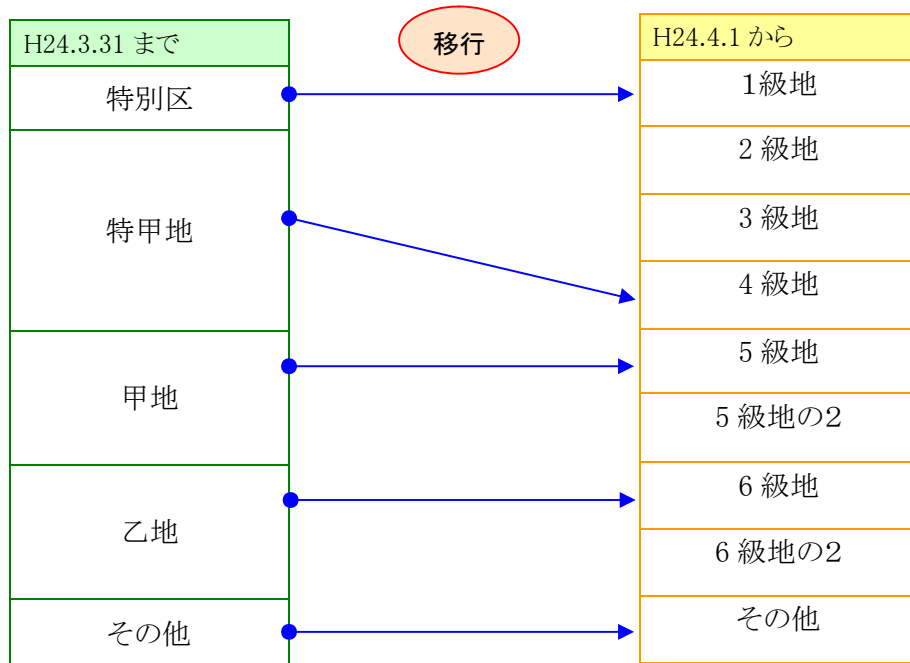 H24.3.31 まで
特別区
特甲地
甲地
乙地
その他
移行
H24.4.1 から
１級地
2 級地
3 級地
4 級地
5 級地
5 級地の２
6 級地
6 級地の２
その他